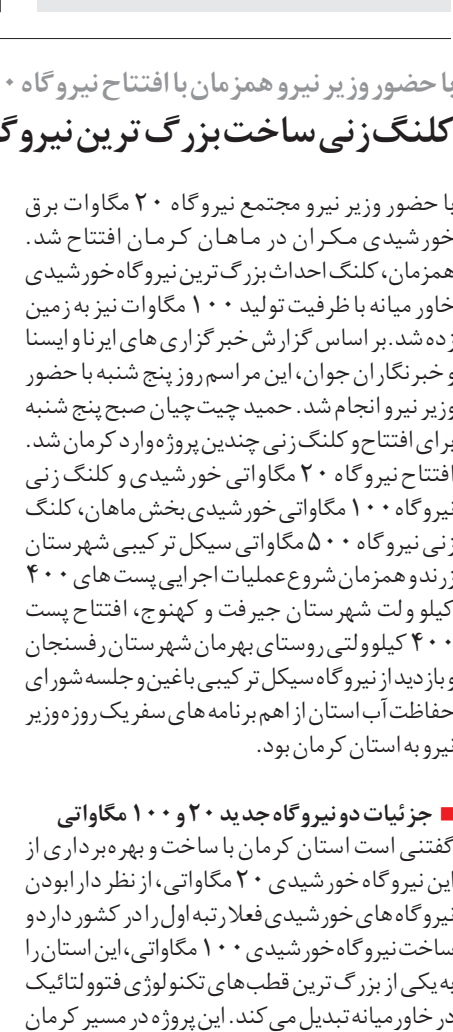 با حضور وزیر نیرو همزمان با افتتاح نیروگاه ۰
کلنگ‌زنی ساخت بزرگ ترین نیروگ
با حضور وزیر نیرو مجتمع نیروگاه ۲۰ مگاوات برق
خورشیدی مکران در ماهان کرمان افتتاح شد.
همزمان، کلنگ احداث بزرگ ترین نیروگاه خورشیدی
خاور میانه با ظرفیت تولید ۱۰۰ مگاوات نیز به زمین
زده شد. بر اساس گزارش خبرگزاری های ایرنا و ایسنا
و خبرنگاران جوان، این مراسم روز پنج شنبه با حضور
وزیر نیرو انجام شد. حمید چیت‌چیان صبح پنج شنبه
برای افتتاح و کلنگ زنی چندین پروژه وارد کرمان شد.
افتتاح نیروگاه ۲۰ مگاواتی خورشیدی و کلنگ زنی
نیروگاه ۱۰۰ مگاواتی خورشیدی بخش ماهان، کلنگ
زنی نیروگاه ۵۰۰ مگاواتی سیکل ترکیبی شهرستان
زرند و همزمان شروع عملیات اجرایی پست های ۴۰۰
کیلو ولت شهرستان جیرفت و کهنوج، افتتاح پست
۴۰۰ کیلوولتی روستای بهرمان شهرستان رفسنجان
و بازدید از نیروگاه سیکل ترکیبی باغین و جلسه شورای
حفاظت آب استان از اهم برنامه های سفر یک روزه وزیر
نیرو به استان کرمان بود.
■ جزئیات دو نیروگاه جدید ۲۰ و ۱۰۰ مگاواتی
گفتنی است استان کرمان با ساخت و بهره برداری از
این نیروگاه خورشیدی ۲۰ مگاواتی، از نظر دارا بودن
نیروگاه های خورشیدی فعلا رتبه اول را در کشور دارد و
ساخت نیروگاه خورشیدی ۱۰۰ مگاواتی، این استان را
به یکی از بزرگ ترین قطب‌های تکنولوژی فتوولتائیک
در خاورمیانه تبدیل می کند. این پروژه در مسیر کرمان